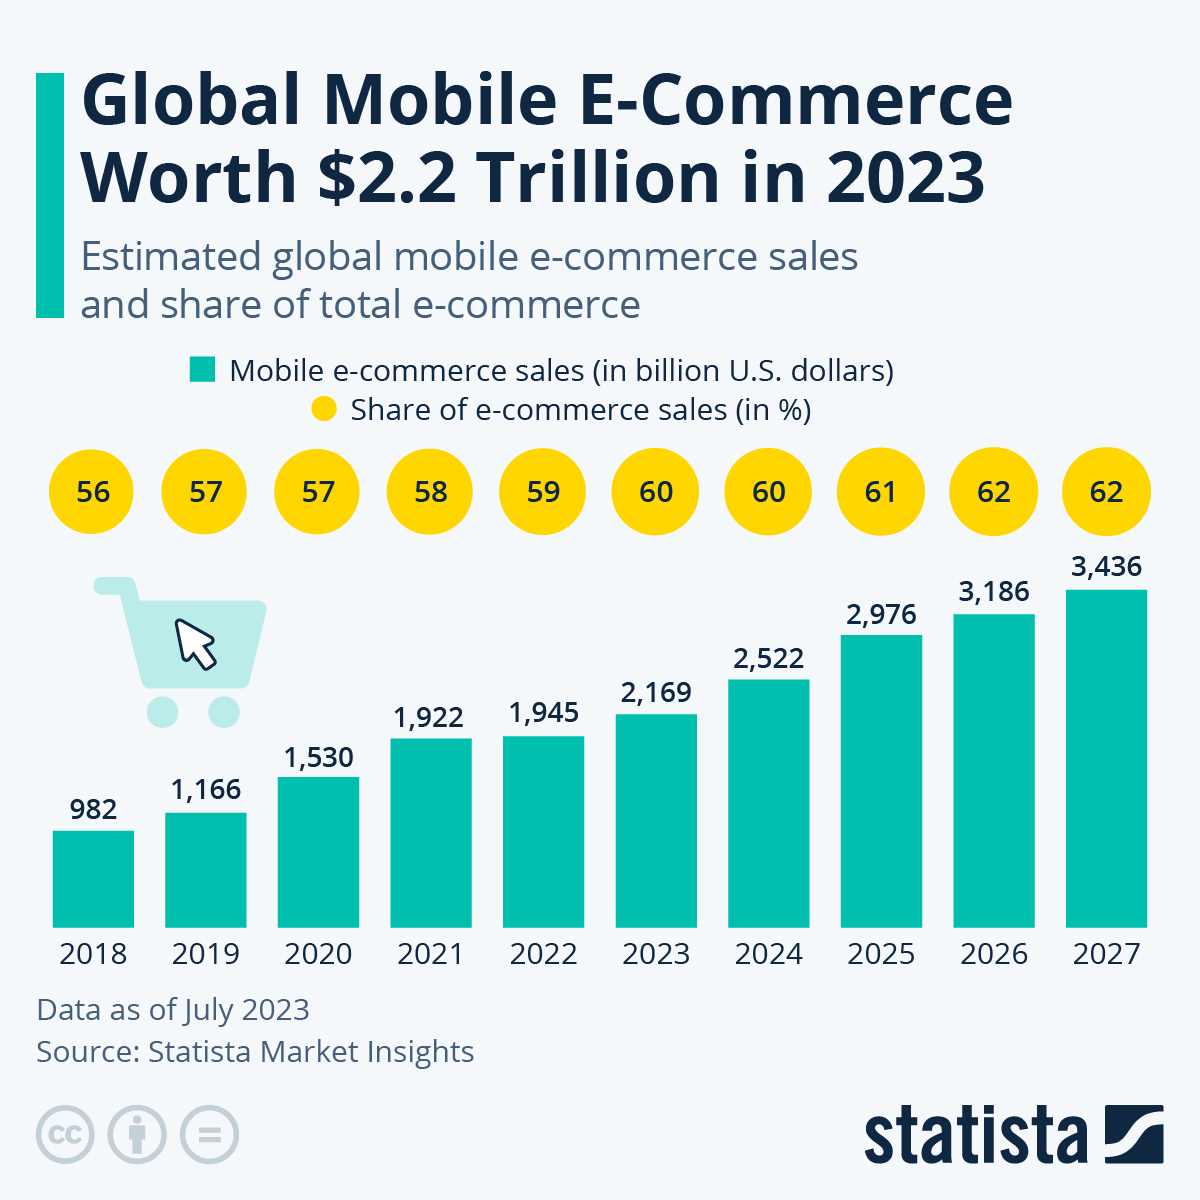 Global Mobile E-Commerce
Worth $2.2 Trillion in 2023
Estimated global mobile e-commerce sales
and share of total e-commerce
Mobile e-commerce sales (in billion U.S. dollars)
Share of e-commerce sales (in %)
56 57 57 58 59 60 60 61 62 62
982 1,166 1,530 1,922 1,945 2,169 2,522 2,976 3,186 3,436
2018 2019 2020 2021 2022 2023 2024 2025 2026 2027
Data as of July 2023
Source: Statista Market Insights
cc
statista